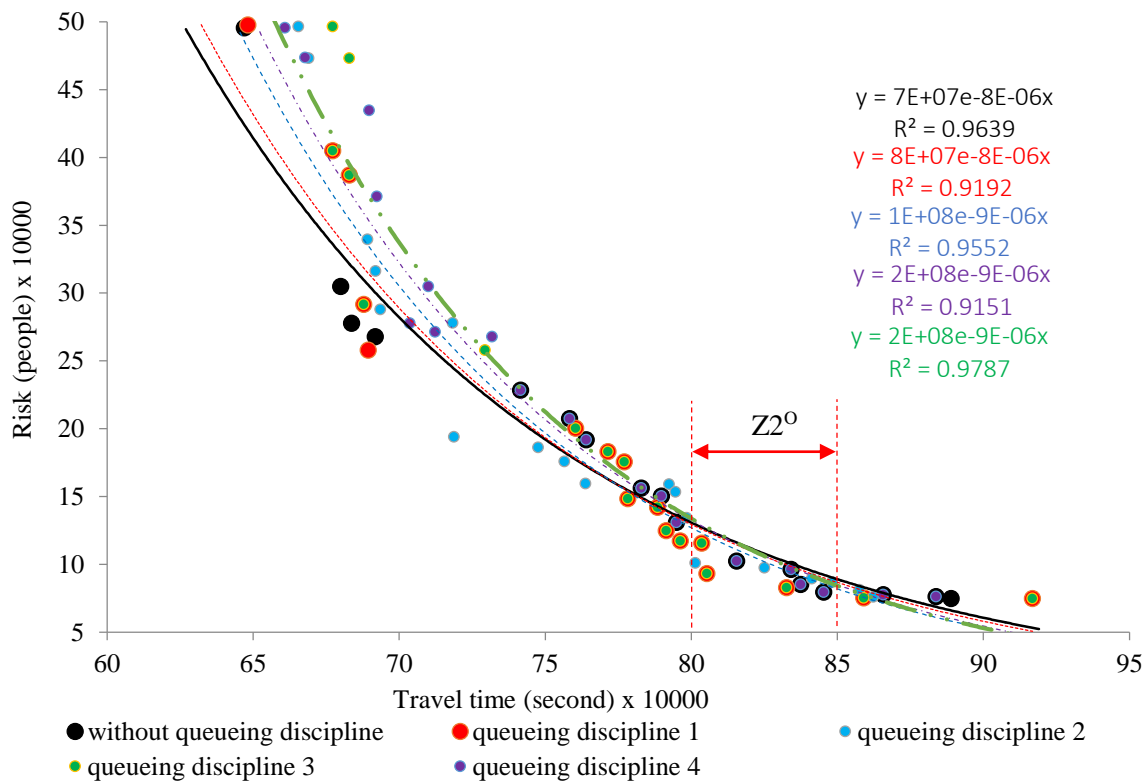 50
45
40
35
30
25
20
15
10
5
Risk (people) x 10000
y = 7E+07e-8E-06x
R² = 0.9639
y = 8E+07e-8E-06x
R² = 0.9192
y = 1E+08e-9E-06x
R² = 0.9552
y = 2E+08e-9E-06x
R² = 0.9151
y = 2E+08e-9E-06x
R² = 0.9787
Z2ᴼ
60 65 70 75 80 85 90 95
Travel time (second) x 10000
without queueing discipline queueing discipline 1 queueing discipline 2
queueing discipline 3 queueing discipline 4